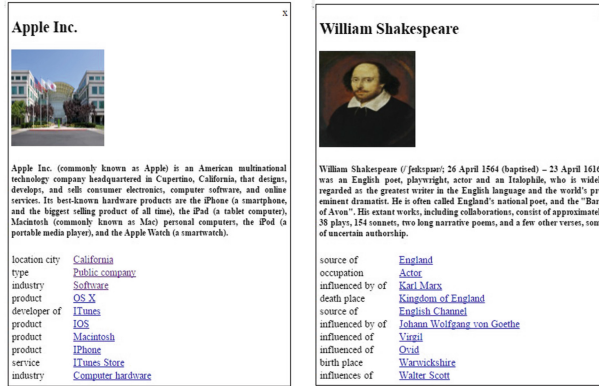 x
Apple Inc.
Apple Inc. (commonly known as Apple) is an American multinational
technology company headquartered in Cupertino, California, that designs,
develops, and sells consumer electronics, computer software, and online
services. Its best-known hardware products are the iPhone (a smartphone,
and the biggest selling product of all time), the iPad (a tablet computer),
Macintosh (commonly known as Mac) personal computers, the iPod (a
portable media player), and the Apple Watch (a smartwatch).
location city California
type Public company
industry Software
product OS X
developer of ITunes
product IOS
product Macintosh
product IPhone
service ITunes Store
industry Computer hardware
William Shakespeare
William Shakespeare (/ ʃeɪkspɪər/; 26 April 1564 (baptised) – 23 April 1616
was an English poet, playwright, actor and an Italophile, who is widel
regarded as the greatest writer in the English language and the world's pr
eminent dramatist. He is often called England's national poet, and the "Bar
of Avon". His extant works, including collaborations, consist of approximatel
38 plays, 154 sonnets, two long narrative poems, and a few other verses, som
of uncertain authorship.
source of England
occupation Actor
influenced by of Karl Marx
death place Kingdom of England
source of English Channel
influenced by of Johann Wolfgang von Goethe
influenced of Virgil
influenced of Ovid
birth place Warwickshire
influences of Walter Scott